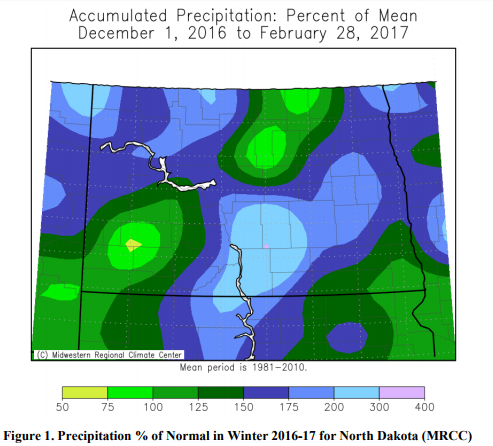 Accumulated Precipitation: Percent of Mean
December 1, 2016 to February 28, 2017
(C) Midwestern Regional Climate Center
Mean period is 1981-2010.
50 75 100 125 150 175 200 300 400
Figure 1. Precipitation % of Normal in Winter 2016-17 for North Dakota (MRCC)